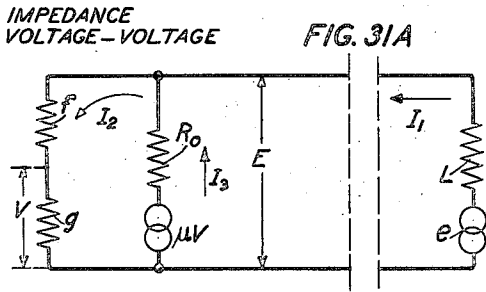 IMPEDANCE
VOLTAGE-VOLTAGE
FIG. 31A
f
I2
R0
I3
E
I1
L
V
g
μV
e